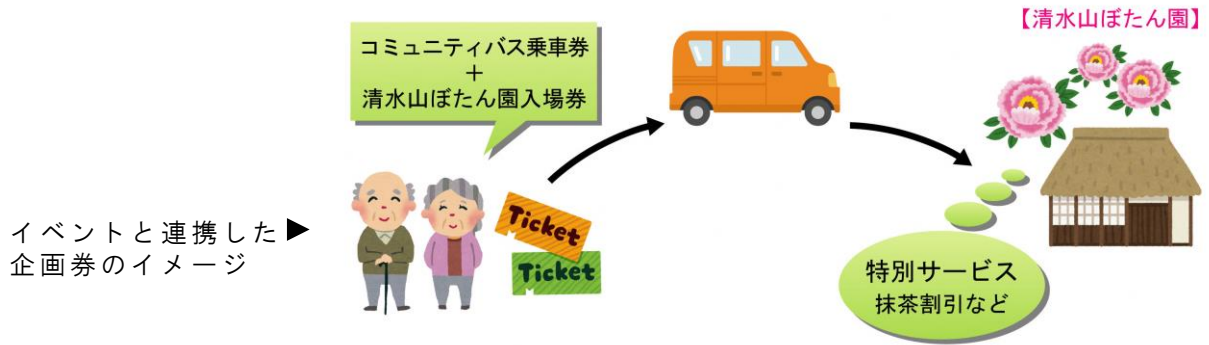 【清水山ぼたん園】
コミュニティバス乗車券
+
清水山ぼたん園入場券
Ticket
Ticket
イベントと連携した▶
企画券のイメージ
特別サービス
抹茶割引など